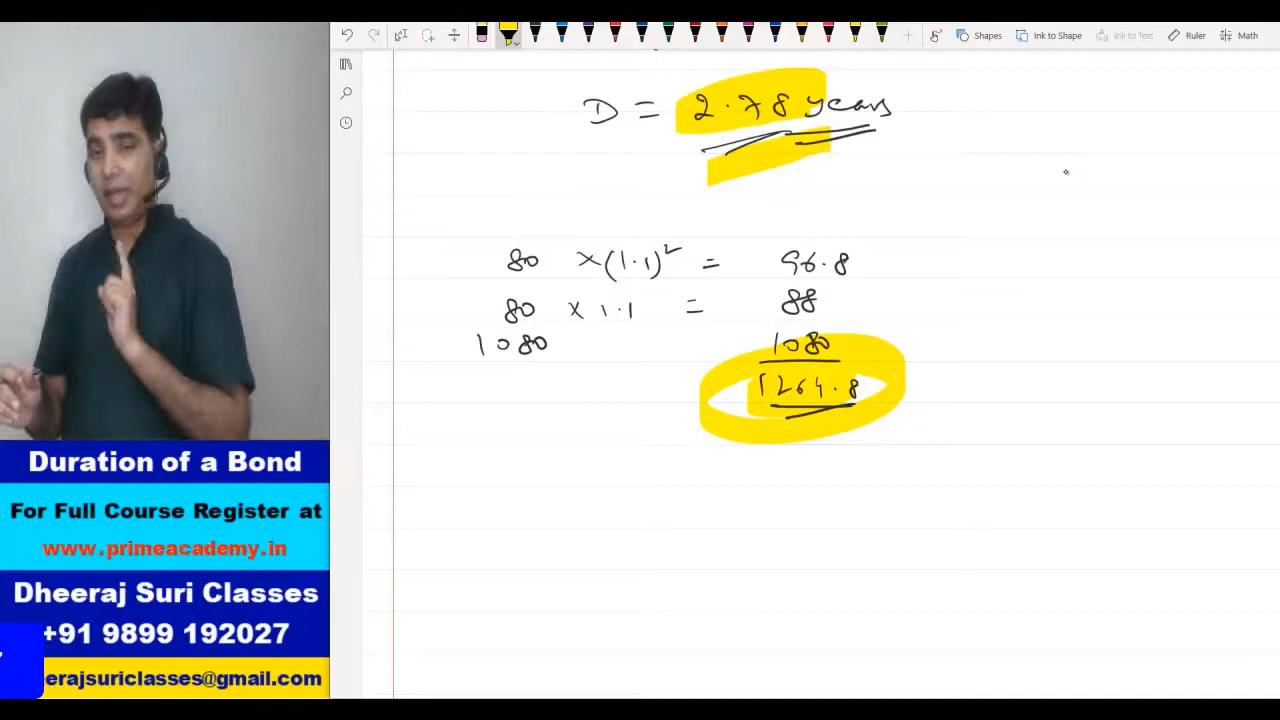 Shapes
Ink to Shape
Ink to Text
Ruler
Math
D = 2.78 years
80 × (1.1)² = 96.8
80 × 1.1 = 88
1080 1080
1264.8
Duration of a Bond
For Full Course Register at
www.primeacademy.in
Dheeraj Suri Classes
+91 9899 192027
eerajsuriclasses@gmail.com